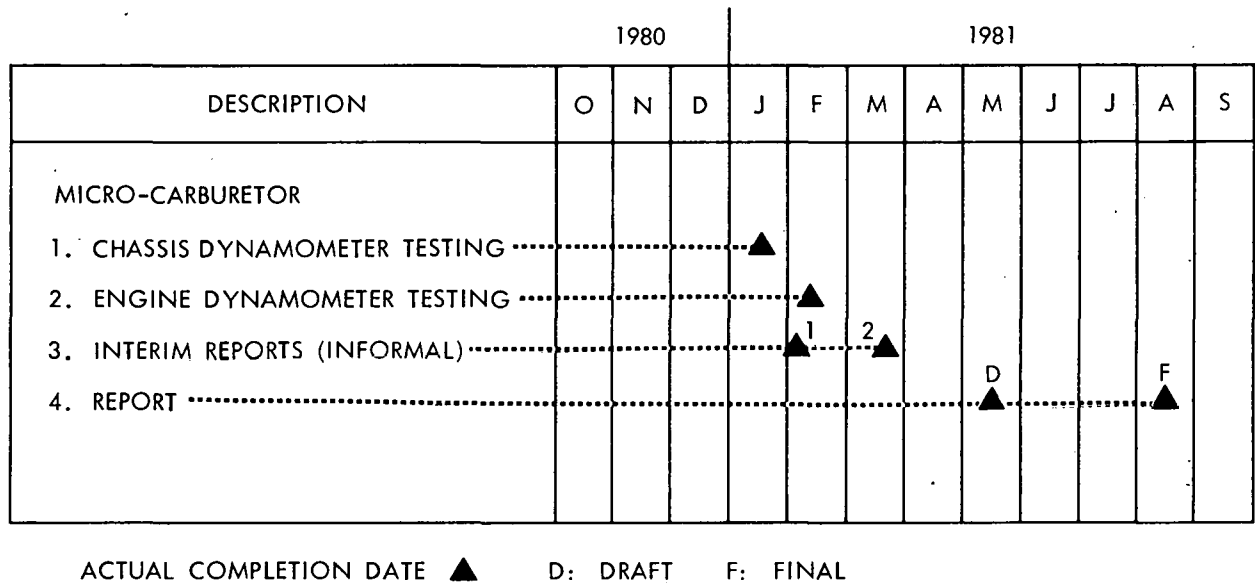 1980 1981
DESCRIPTION O N D J F M A M J J A S
MICRO-CARBURETOR
1. CHASSIS DYNAMOMETER TESTING
2. ENGINE DYNAMOMETER TESTING
3. INTERIM REPORTS (INFORMAL) 1 2
D F
4. REPORT
ACTUAL COMPLETION DATE ▲ D: DRAFT F: FINAL